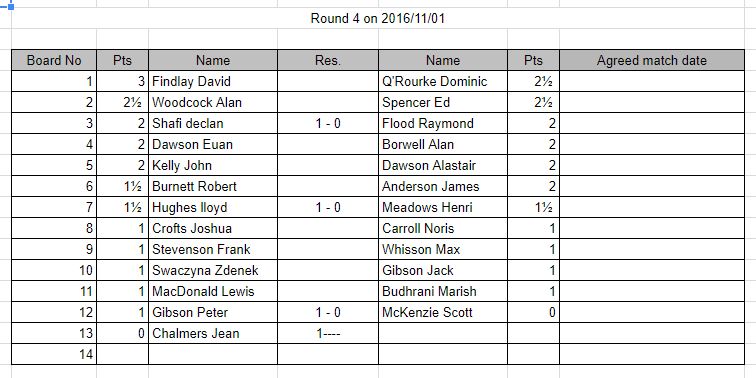 Round 4 on 2016/11/01
Board No Pts Name Res. Name Pts Agreed match date
1 3 Findlay David Q'Rourke Dominic 2½
2 2½ Woodcock Alan Spencer Ed 2½
3 2 Shafi declan 1 - 0 Flood Raymond 2
4 2 Dawson Euan Borwell Alan 2
5 2 Kelly John Dawson Alastair 2
6 1½ Burnett Robert Anderson James 2
7 1½ Hughes lloyd 1 - 0 Meadows Henri 1½
8 1 Crofts Joshua Carroll Noris 1
9 1 Stevenson Frank Whisson Max 1
10 1 Swaczyna Zdenek Gibson Jack 1
11 1 MacDonald Lewis Budhrani Marish 1
12 1 Gibson Peter 1 - 0 McKenzie Scott 0
13 0 Chalmers Jean 1----
14